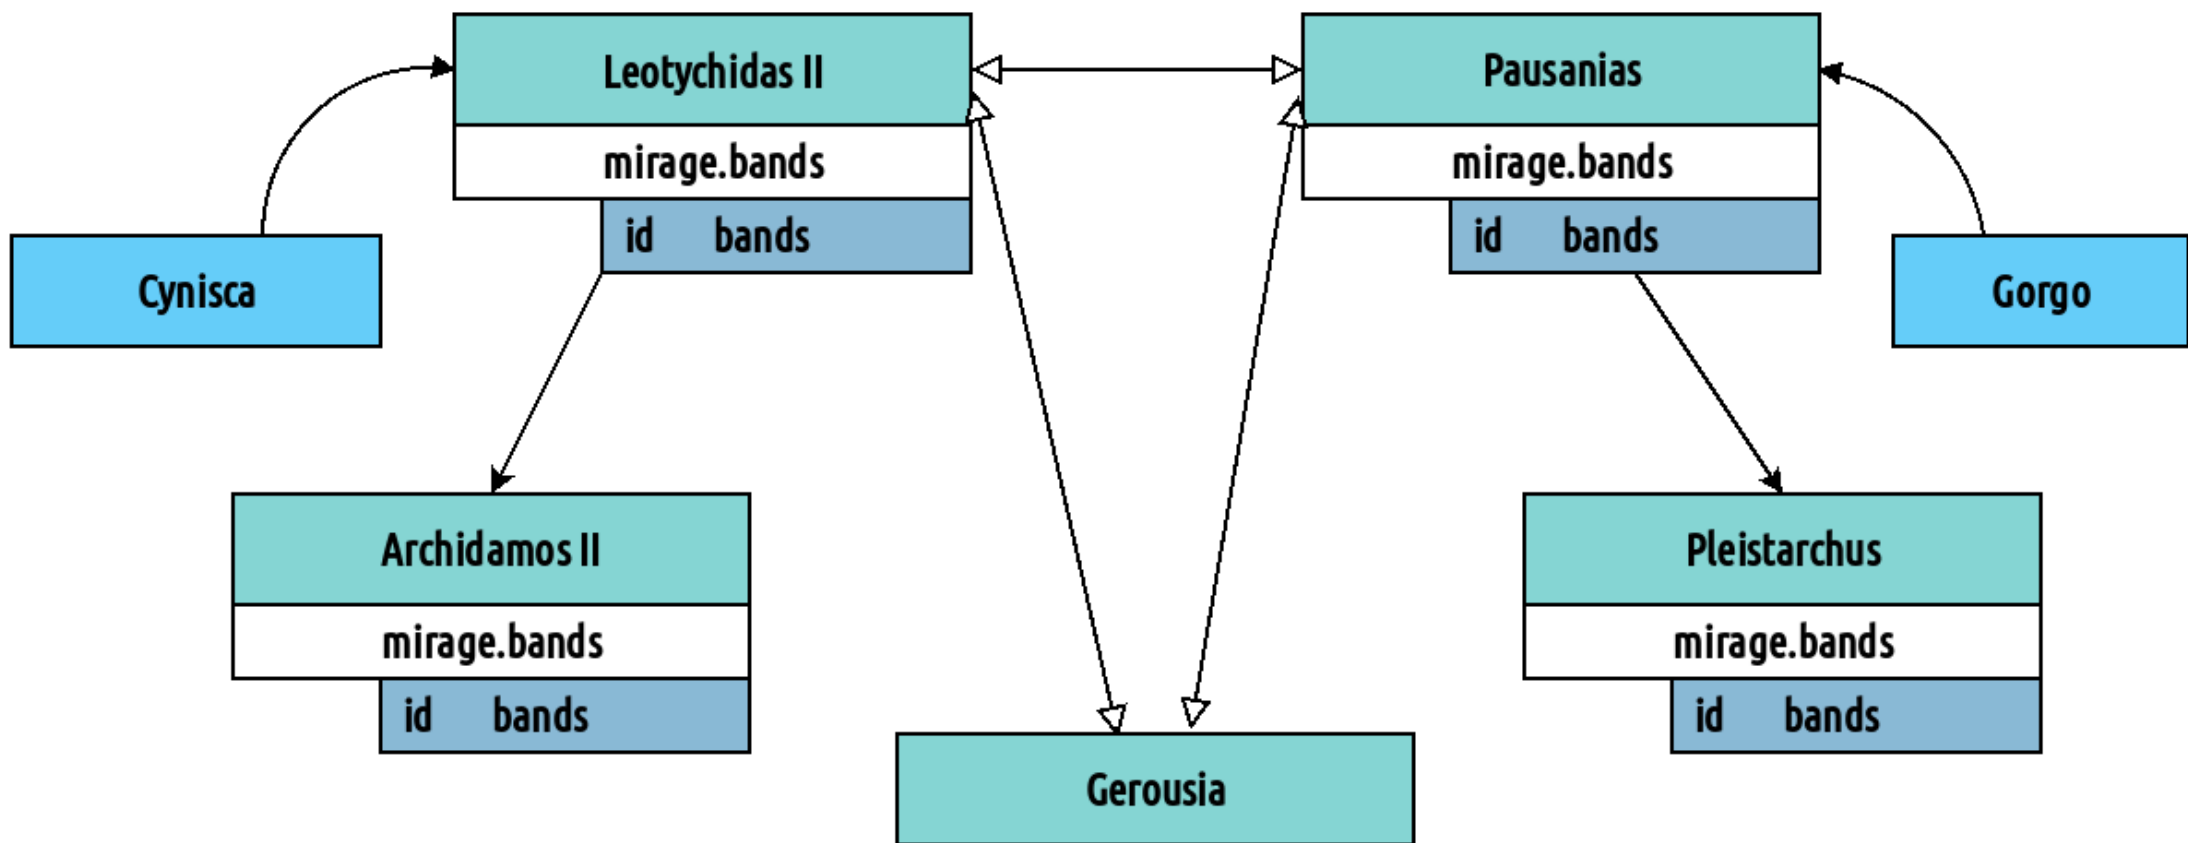 Leotychidas II
mirage.bands
id bands
Pausanias
mirage.bands
id bands
Cynisca
Gorgo
Archidamos II
mirage.bands
id bands
Pleistarchus
mirage.bands
id bands
Gerousia